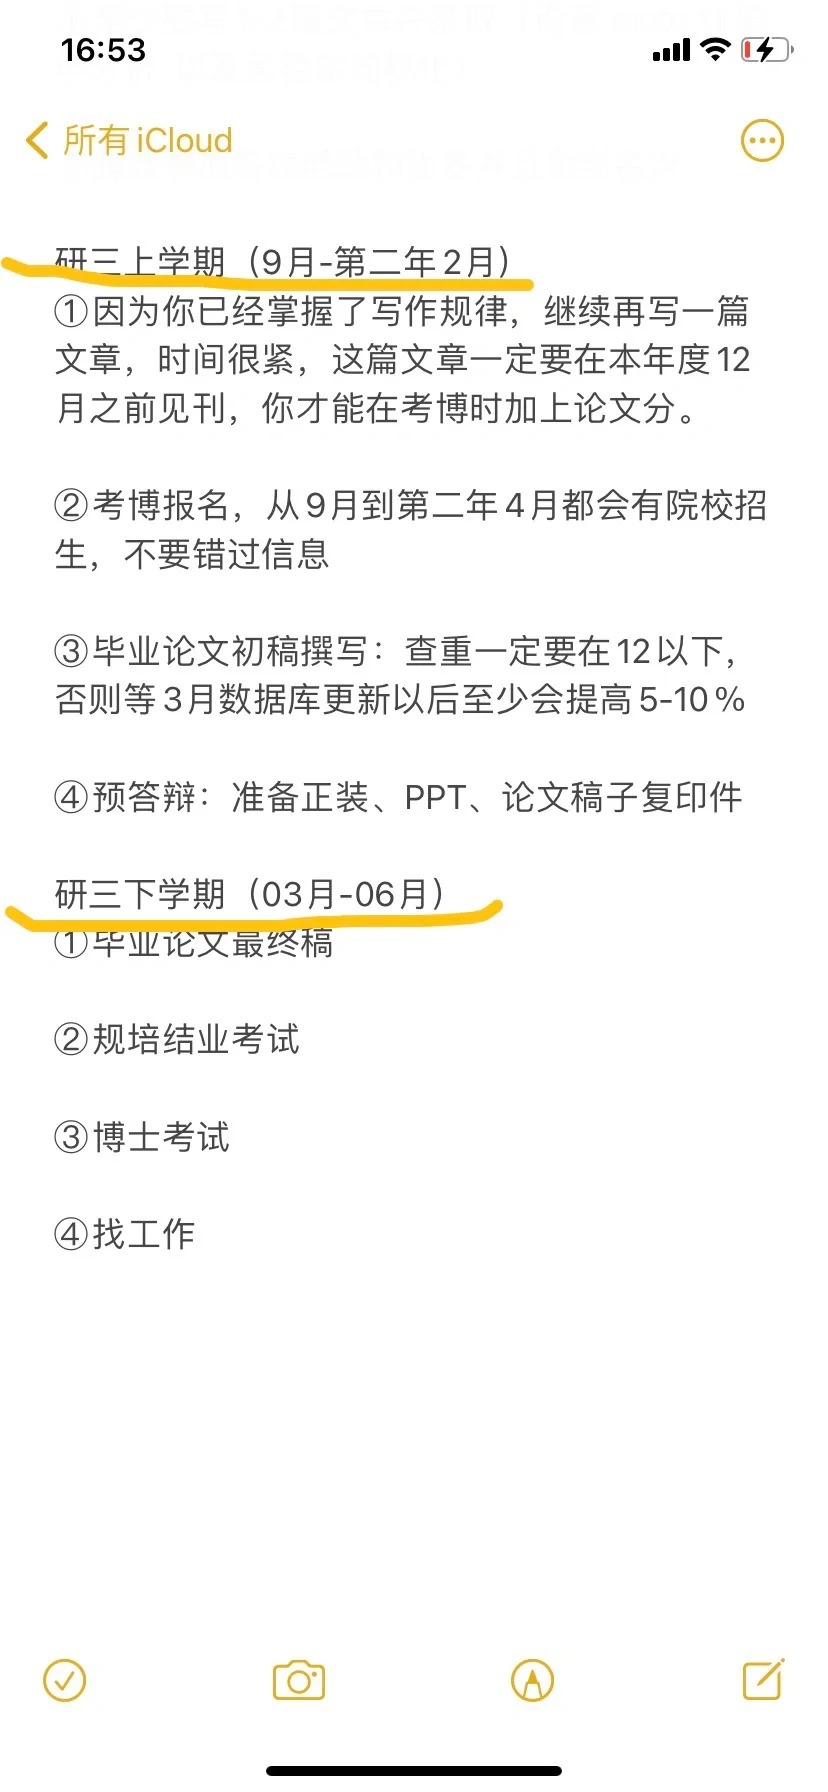 16:53
所有 iCloud
研三上学期（9月-第二年2月）
①因为你已经掌握了写作规律，继续再写一篇
文章，时间很紧，这篇文章一定要在本年度12
月之前见刊，你才能在考博时加上论文分。
②考博报名，从9月到第二年4月都会有院校招
生，不要错过信息
③毕业论文初稿撰写：查重一定要在12以下，
否则等3月数据库更新以后至少会提高5-10%
④预答辩：准备正装、PPT、论文稿子复印件
研三下学期（03月-06月）
①毕业论文最终稿
②规培结业考试
③博士考试
④找工作